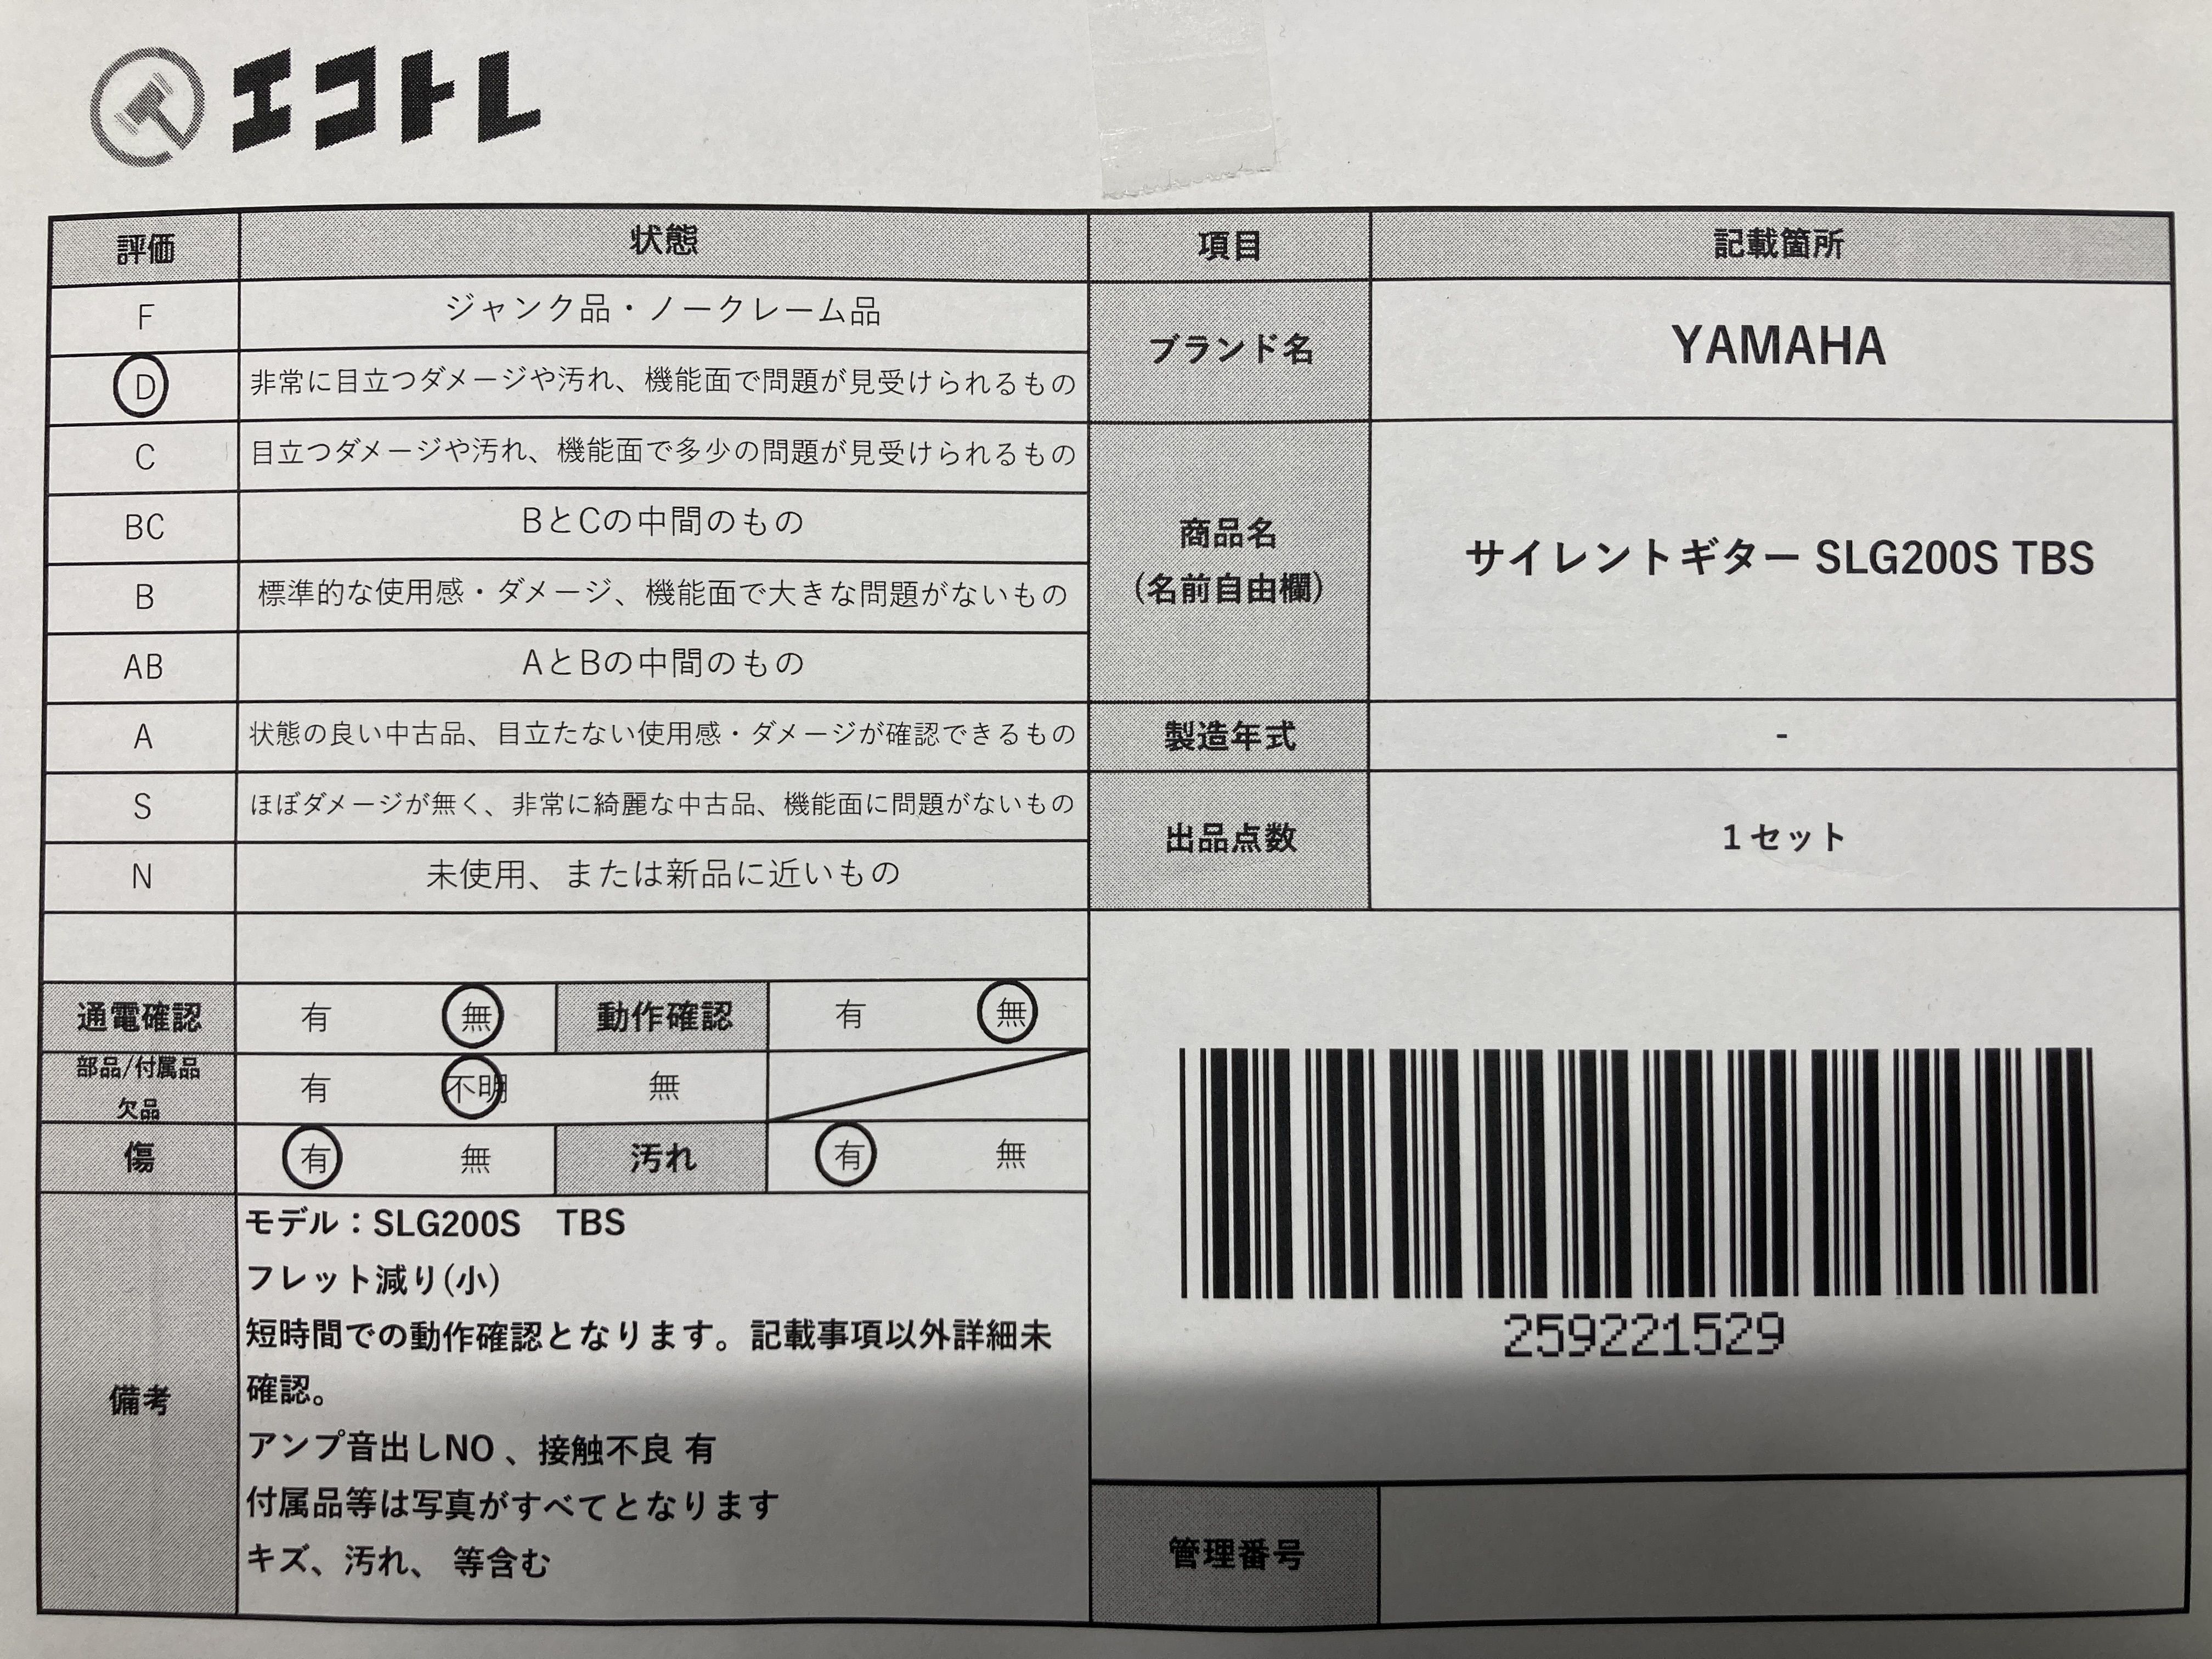 エコトレ
評価 状態 項目 記載箇所
F ジャンク品・ノークレーム品
D 非常に目立つダメージや汚れ、機能面で問題が見受けられるもの
ブランド名 YAMAHA
C 目立つダメージや汚れ、機能面で多少の問題が見受けられるもの
BC BとCの中間のもの
B 標準的な使用感・ダメージ、機能面で大きな問題がないもの
AB AとBの中間のもの
商品名
(名前自由欄)
サイレントギター SLG200S TBS
A 状態の良い中古品、目立たない使用感・ダメージが確認できるもの
製造年式 -
S ほぼダメージが無く、非常に綺麗な中古品、機能面に問題がないもの
N 未使用、または新品に近いもの
出品点数 1セット
通電確認 有 無 動作確認 有 無
部品/付属品
欠品
有 不明 無
傷 有 無 汚れ 有 無
備考
モデル：SLG200S　TBS
フレット減り(小)
短時間での動作確認となります。記載事項以外詳細未
確認。
アンプ音出しNO 、接触不良 有
付属品等は写真がすべてとなります
キズ、汚れ、 等含む
259221529
管理番号